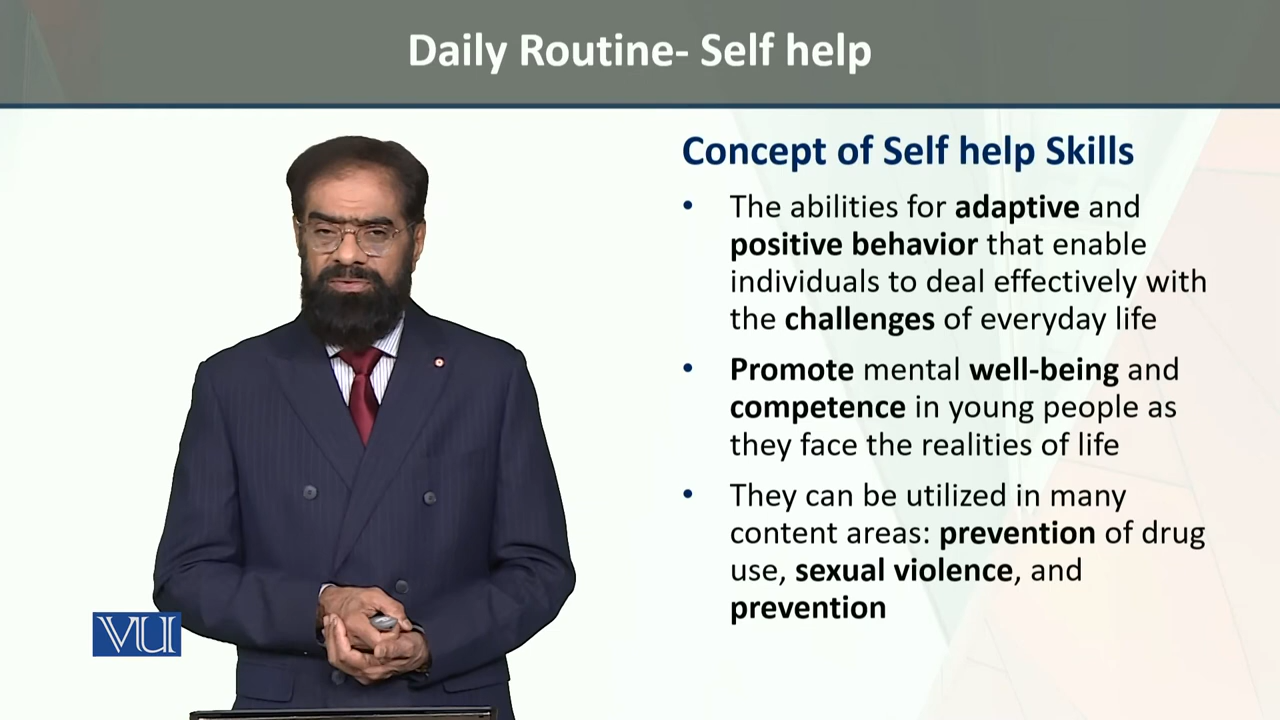 Daily Routine- Self help
Concept of Self help Skills
• The abilities for adaptive and
positive behavior that enable
individuals to deal effectively with
the challenges of everyday life
• Promote mental well-being and
competence in young people as
they face the realities of life
• They can be utilized in many
content areas: prevention of drug
use, sexual violence, and
prevention
VU